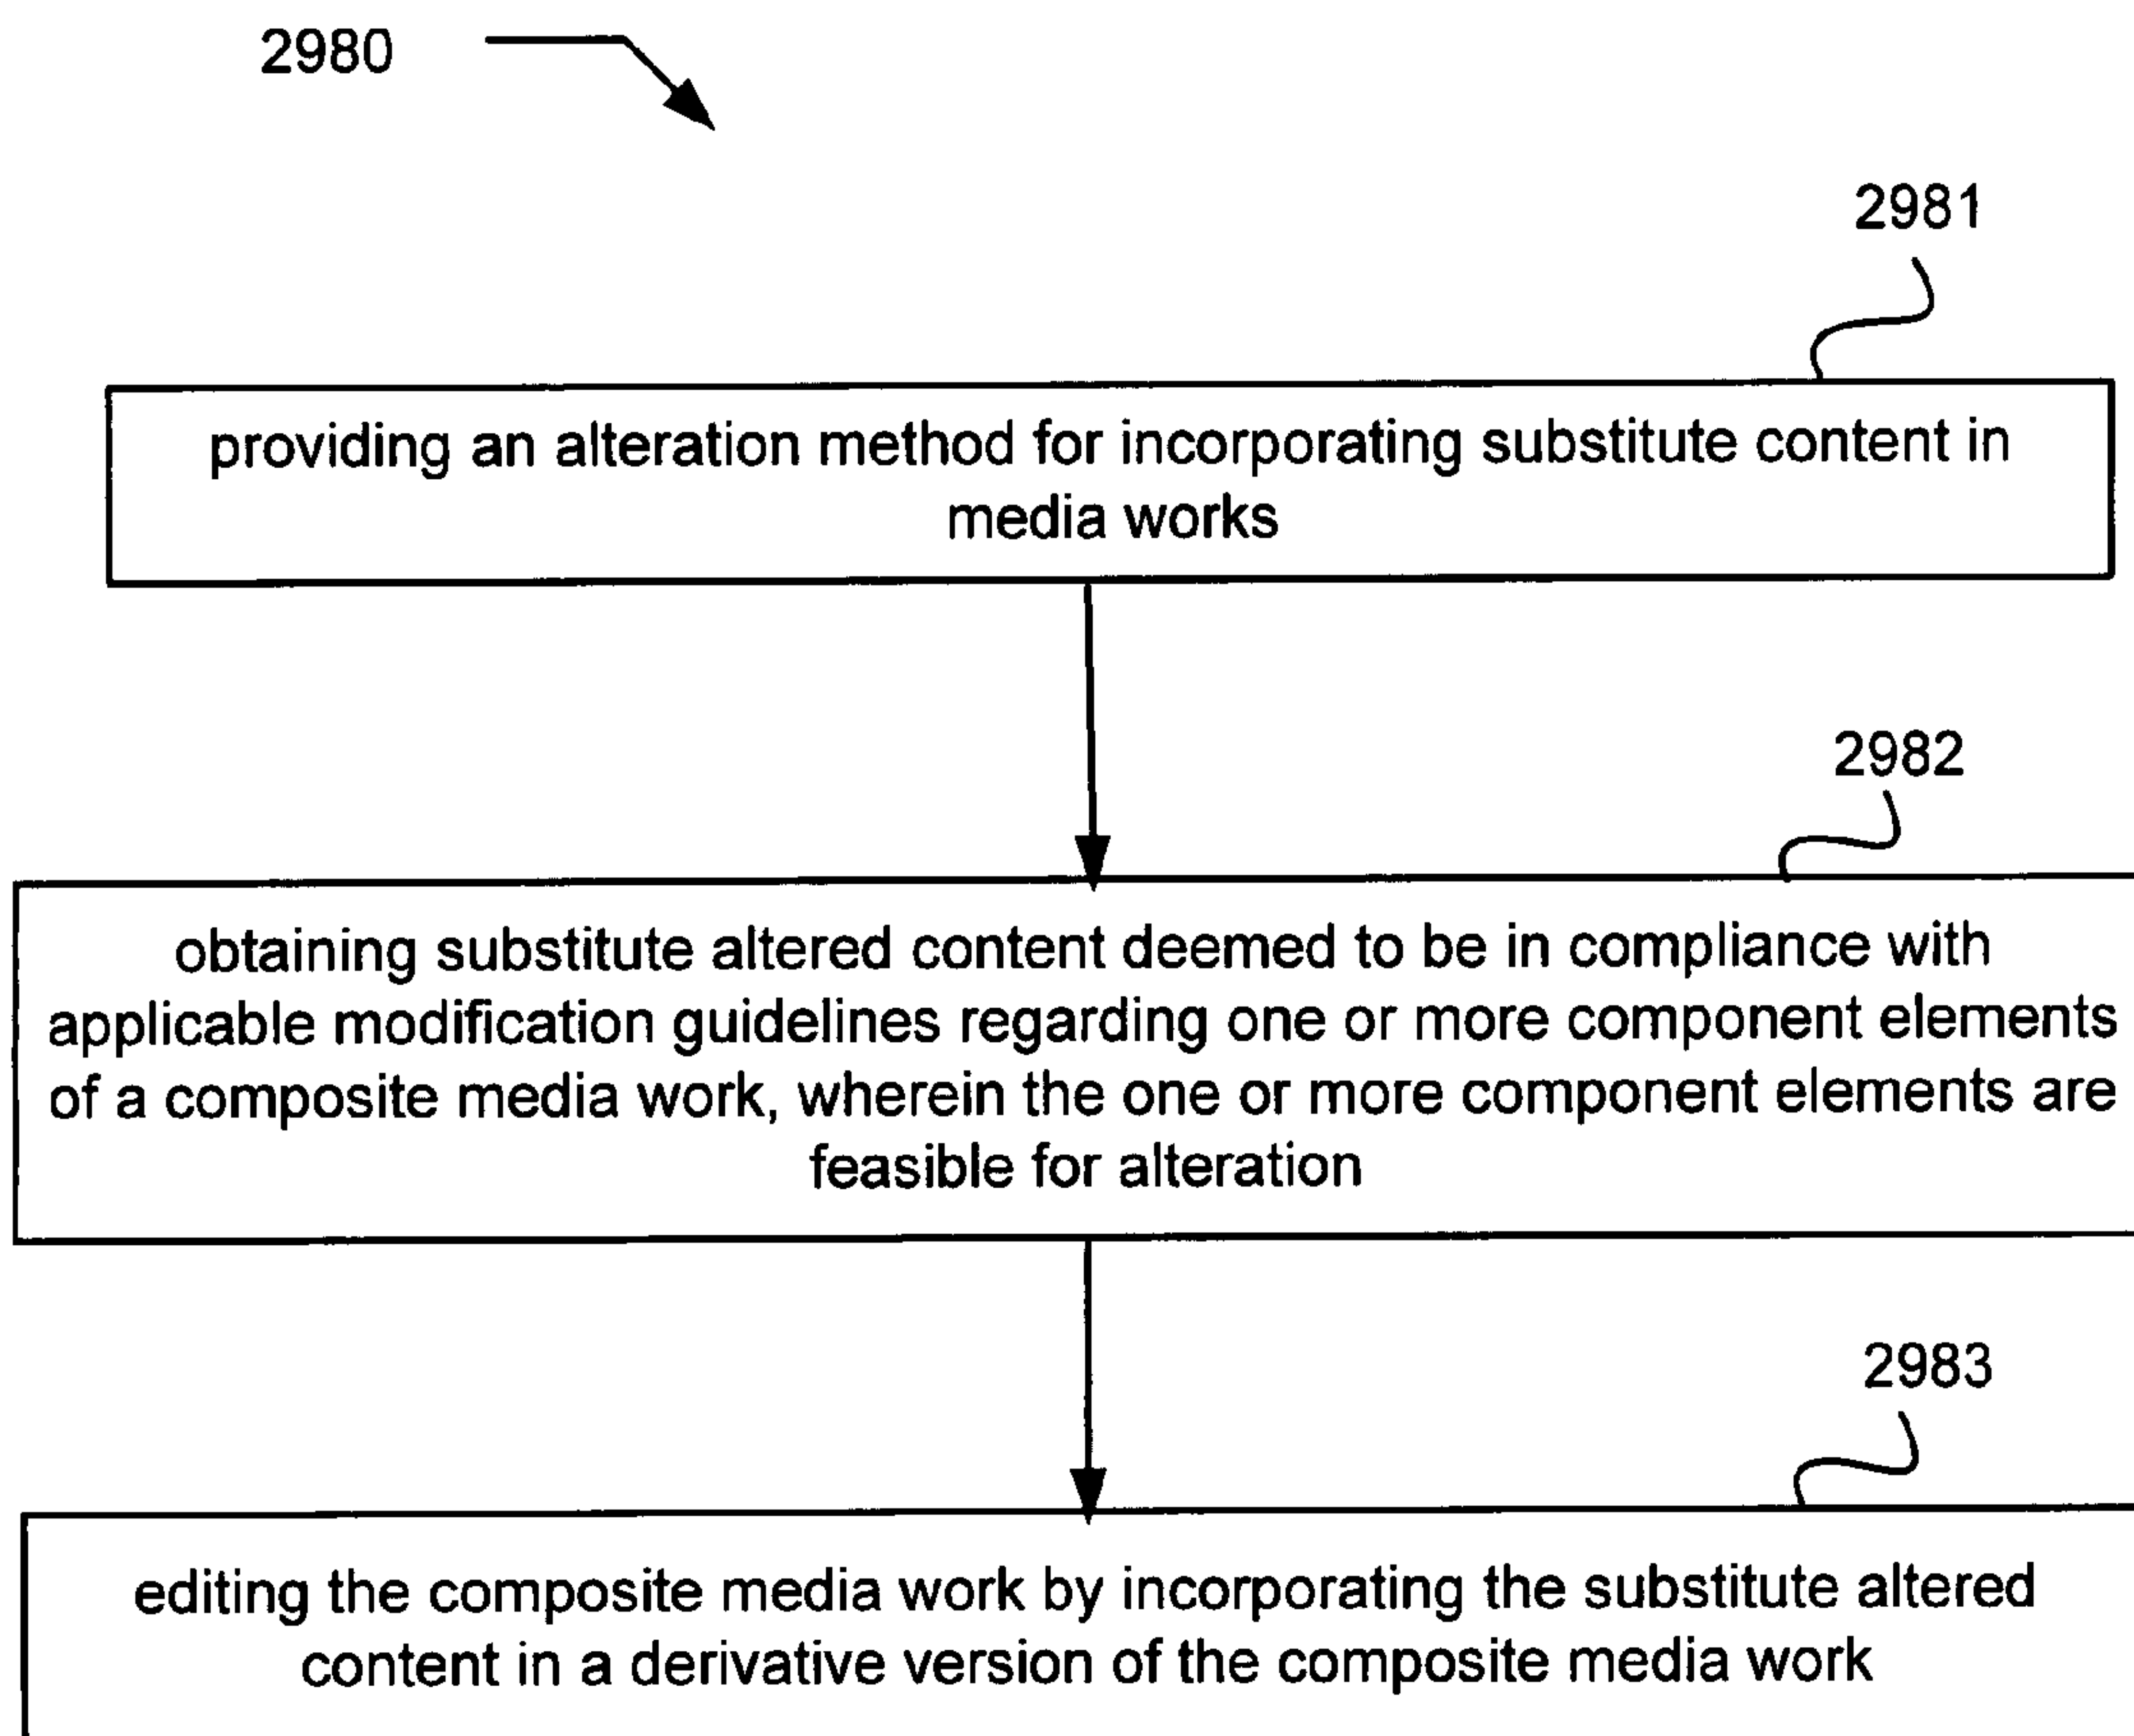 2980
2981
providing an alteration method for incorporating substitute content in
media works
2982
obtaining substitute altered content deemed to be in compliance with
applicable modification guidelines regarding one or more component elements
of a composite media work, wherein the one or more component elements are
feasible for alteration
2983
editing the composite media work by incorporating the substitute altered
content in a derivative version of the composite media work